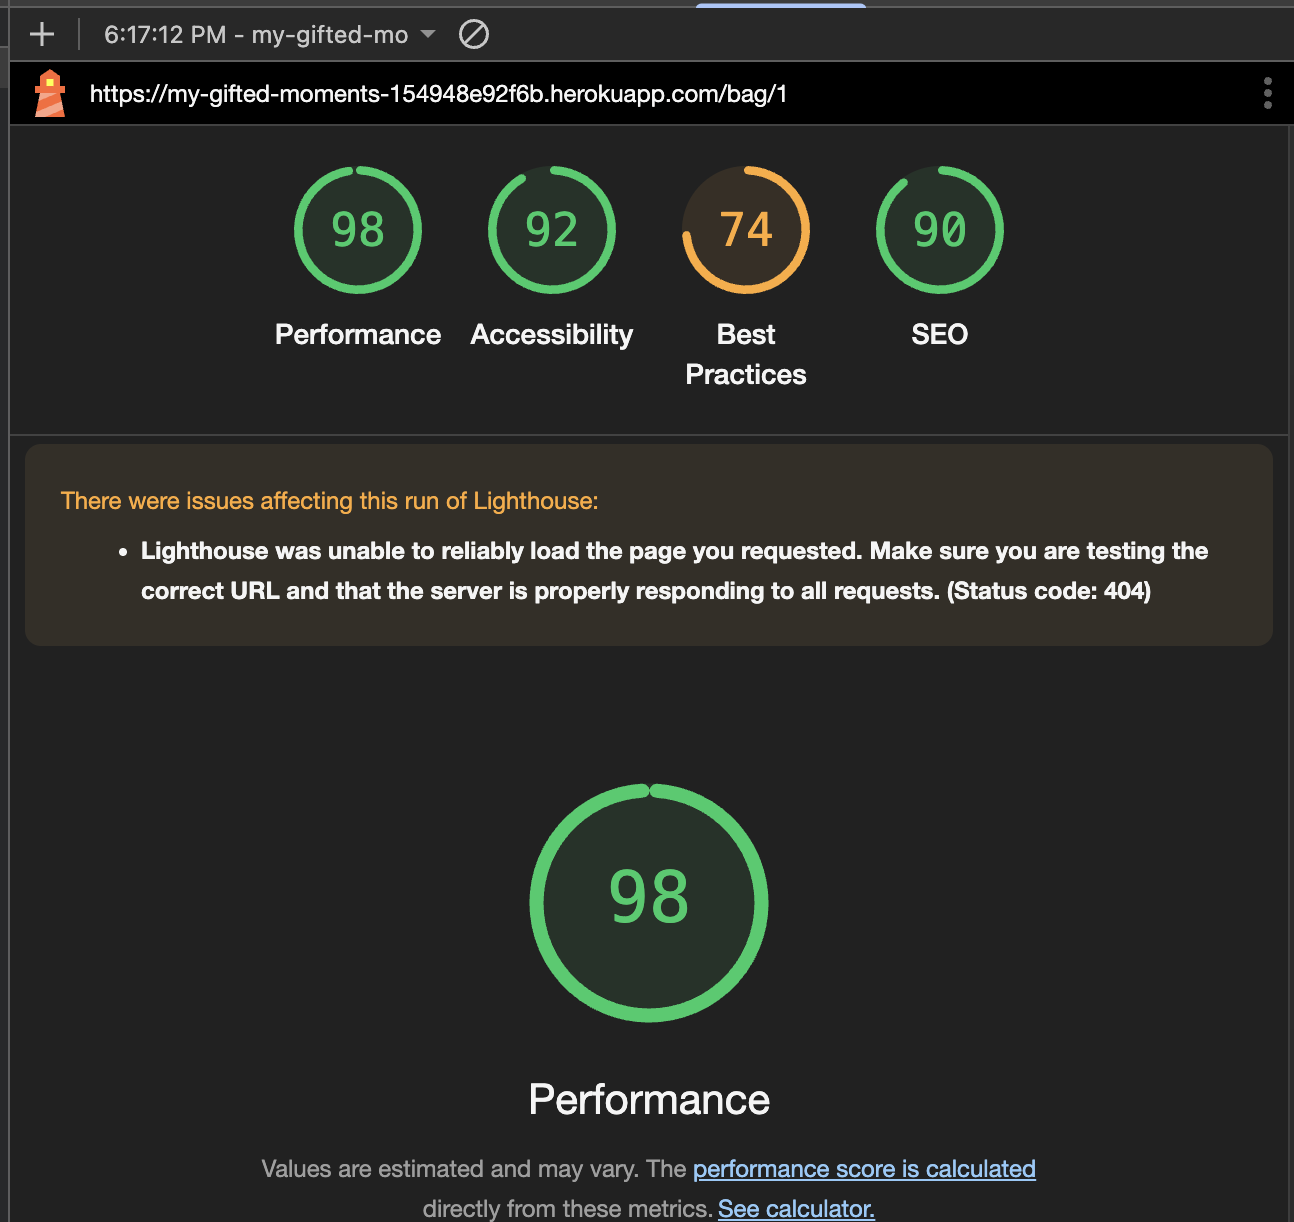 6:17:12 PM - my-gifted-mo
https://my-gifted-moments-154948e92f6b.herokuapp.com/bag/1
98
92
74
90
Performance
Accessibility
Best
Practices
SEO
There were issues affecting this run of Lighthouse:
• Lighthouse was unable to reliably load the page you requested. Make sure you are testing the
correct URL and that the server is properly responding to all requests. (Status code: 404)
98
Performance
Values are estimated and may vary. The performance score is calculated
directly from these metrics. See calculator.